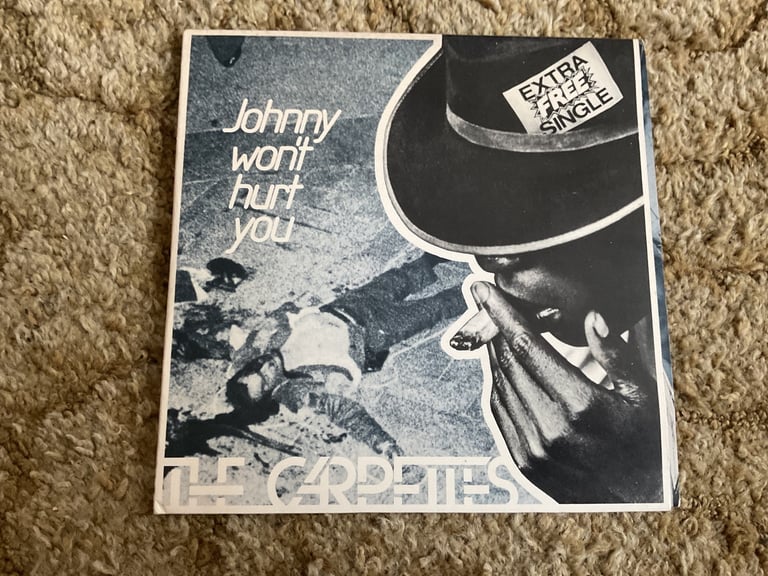 Johnny
won't
hurt
you
EXTRA
FREE
SINGLE
THE CARPETTES